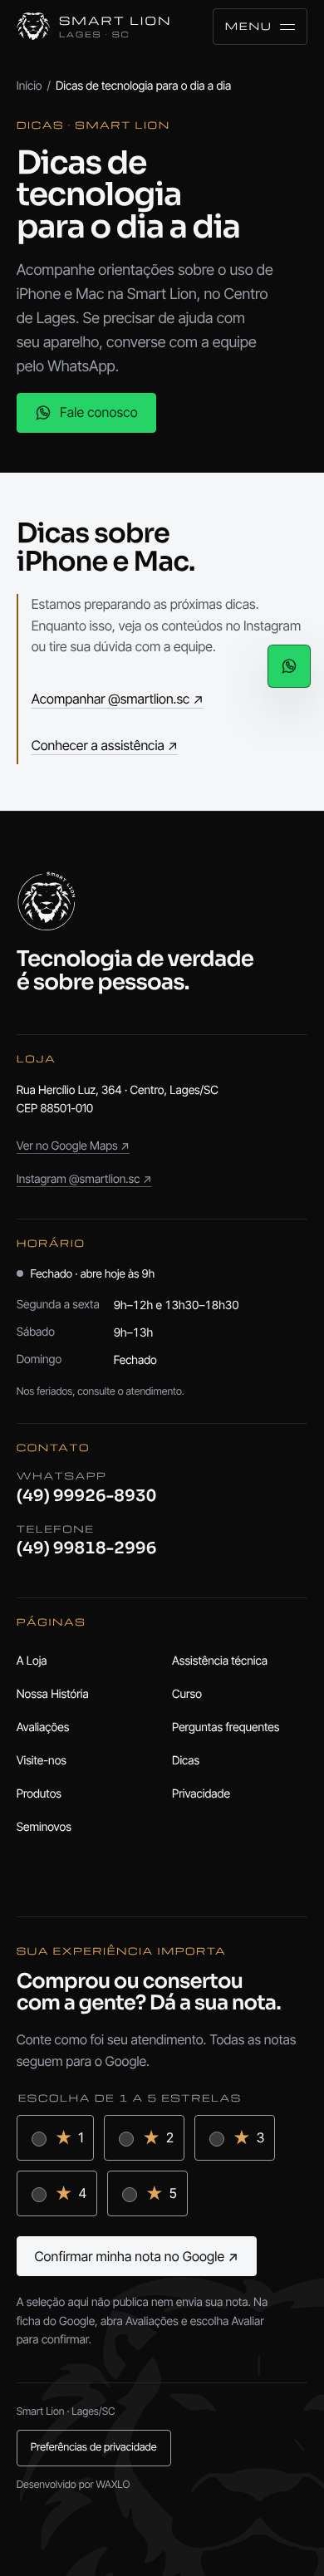 SMART LION
LAGES · SC
MENU
Início / Dicas de tecnologia para o dia a dia
DICAS · SMART LION
Dicas de
tecnologia
para o dia a dia
Acompanhe orientações sobre o uso de
iPhone e Mac na Smart Lion, no Centro
de Lages. Se precisar de ajuda com
seu aparelho, converse com a equipe
pelo WhatsApp.
Fale conosco
Dicas sobre
iPhone e Mac.
Estamos preparando as próximas dicas.
Enquanto isso, veja os conteúdos no Instagram
ou tire sua dúvida com a equipe.
Acompanhar @smartlion.sc ↗
Conhecer a assistência ↗
SMART LION
Tecnologia de verdade
é sobre pessoas.
LOJA
Rua Hercílio Luz, 364 · Centro, Lages/SC
CEP 88501-010
Ver no Google Maps ↗
Instagram @smartlion.sc ↗
HORÁRIO
Fechado · abre hoje às 9h
Segunda a sexta 9h–12h e 13h30–18h30
Sábado 9h–13h
Domingo Fechado
Nos feriados, consulte o atendimento.
CONTATO
WHATSAPP
(49) 99926-8930
TELEFONE
(49) 99818-2996
PÁGINAS
A Loja Assistência técnica
Nossa História Curso
Avaliações Perguntas frequentes
Visite-nos Dicas
Produtos Privacidade
Seminovos
SUA EXPERIÊNCIA IMPORTA
Comprou ou consertou
com a gente? Dá a sua nota.
Conte como foi seu atendimento. Todas as notas
seguem para o Google.
ESCOLHA DE 1 A 5 ESTRELAS
★ 1 ★ 2 ★ 3
★ 4 ★ 5
Confirmar minha nota no Google ↗
A seleção aqui não publica nem envia sua nota. Na
ficha do Google, abra Avaliações e escolha Avaliar
para confirmar.
Smart Lion · Lages/SC
Preferências de privacidade
Desenvolvido por WAXLO